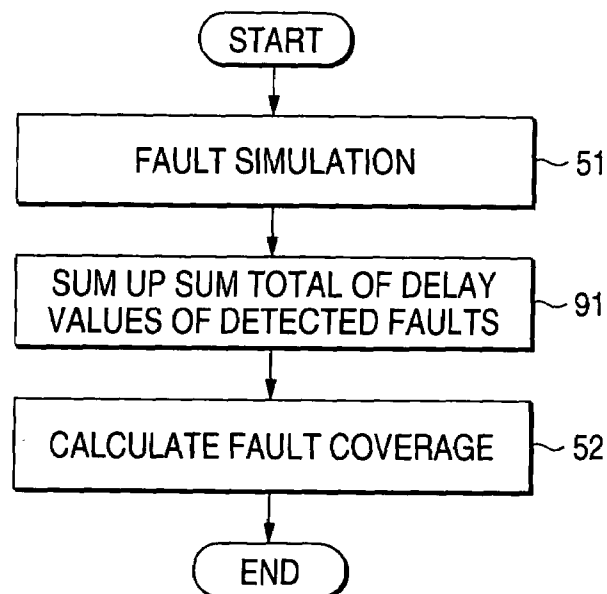 START
FAULT SIMULATION
51
SUM UP SUM TOTAL OF DELAY
VALUES OF DETECTED FAULTS
91
CALCULATE FAULT COVERAGE
52
END